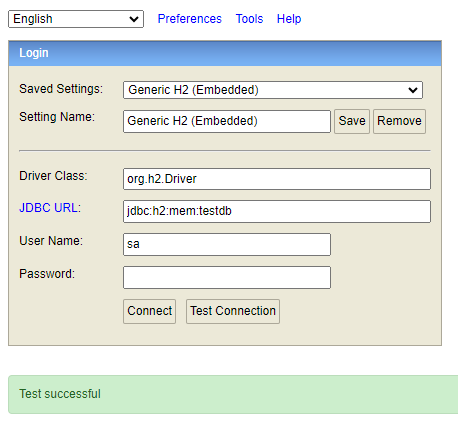 English Preferences Tools Help
Login
Saved Settings: Generic H2 (Embedded)
Setting Name: Generic H2 (Embedded) Save Remove
Driver Class: org.h2.Driver
JDBC URL: jdbc:h2:mem:testdb
User Name: sa
Password:
Connect Test Connection
Test successful